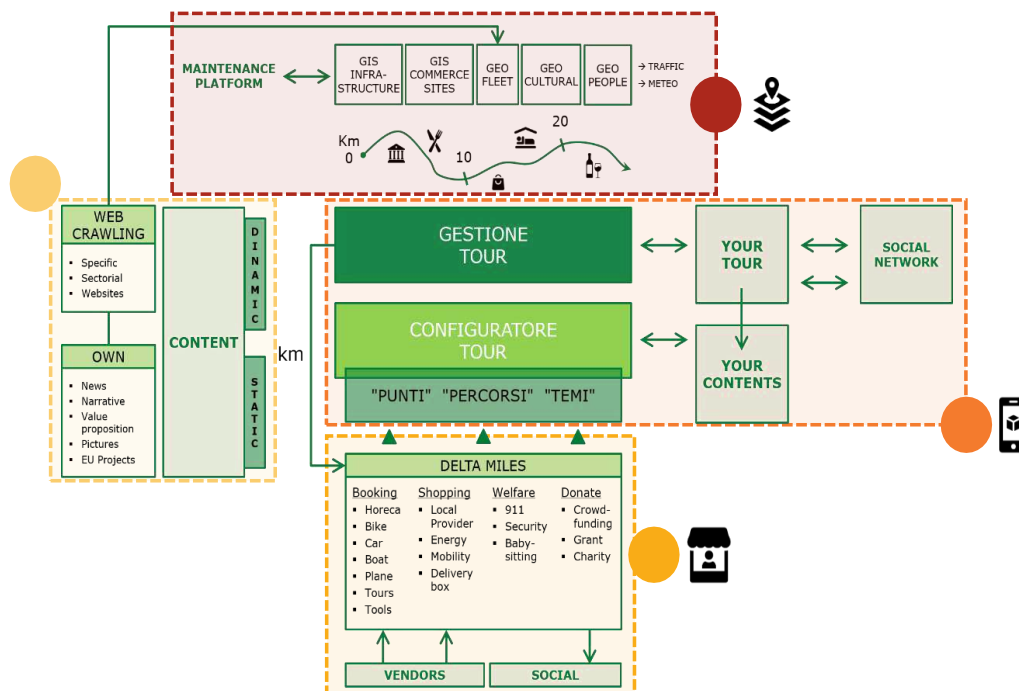 MAINTENANCE
PLATFORM
GIS
INFRA-
STRUCTURE
GIS
COMMERCE
SITES
GEO
FLEET
GEO
CULTURAL
GEO
PEOPLE
→ TRAFFIC
→ METEO
Km
0
10
20
WEB
CRAWLING
▪ Specific
▪ Sectorial
▪ Websites
OWN
▪ News
▪ Narrative
▪ Value
proposition
▪ Pictures
▪ EU Projects
CONTENT
DINAMIC
STATIC
km
GESTIONE
TOUR
CONFIGURATORE
TOUR
"PUNTI" "PERCORSI" "TEMI"
YOUR
TOUR
SOCIAL
NETWORK
YOUR
CONTENTS
DELTA MILES
Booking
▪ Horeca
▪ Bike
▪ Car
▪ Boat
▪ Plane
▪ Tours
▪ Tools
Shopping
▪ Local
Provider
▪ Energy
▪ Mobility
▪ Delivery
box
Welfare
▪ 911
▪ Security
▪ Baby-
sitting
Donate
▪ Crowd-
funding
▪ Grant
▪ Charity
VENDORS
SOCIAL